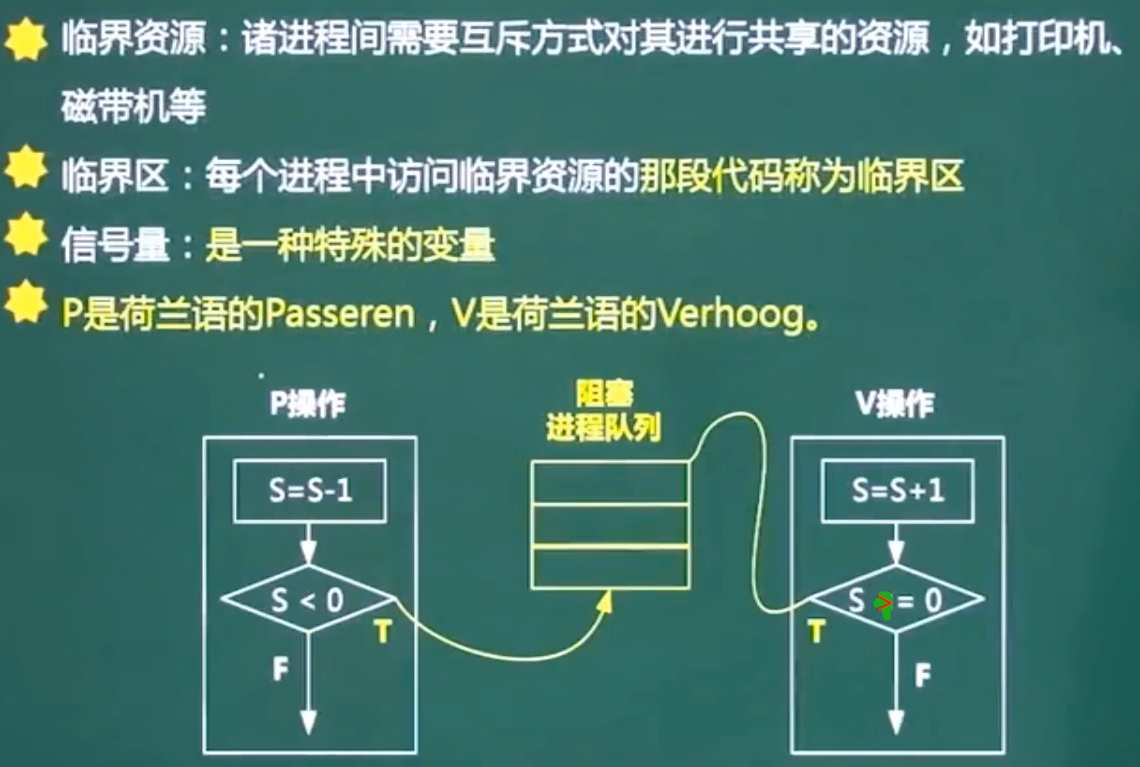 临界资源：诸进程间需要互斥方式对其进行共享的资源，如打印机、
磁带机等
临界区：每个进程中访问临界资源的那段代码称为临界区
信号量：是一种特殊的变量
P是荷兰语的Passeren，V是荷兰语的Verhoog。
P操作
阻塞
进程队列
V操作
S=S-1
S=S+1
S < 0
S >= 0
T
T
F
F